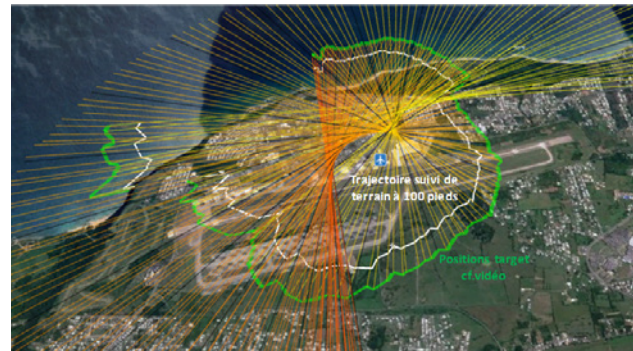 Trajectoire suivi de
terrain à 100 pieds
Positions target
cf.vidéo